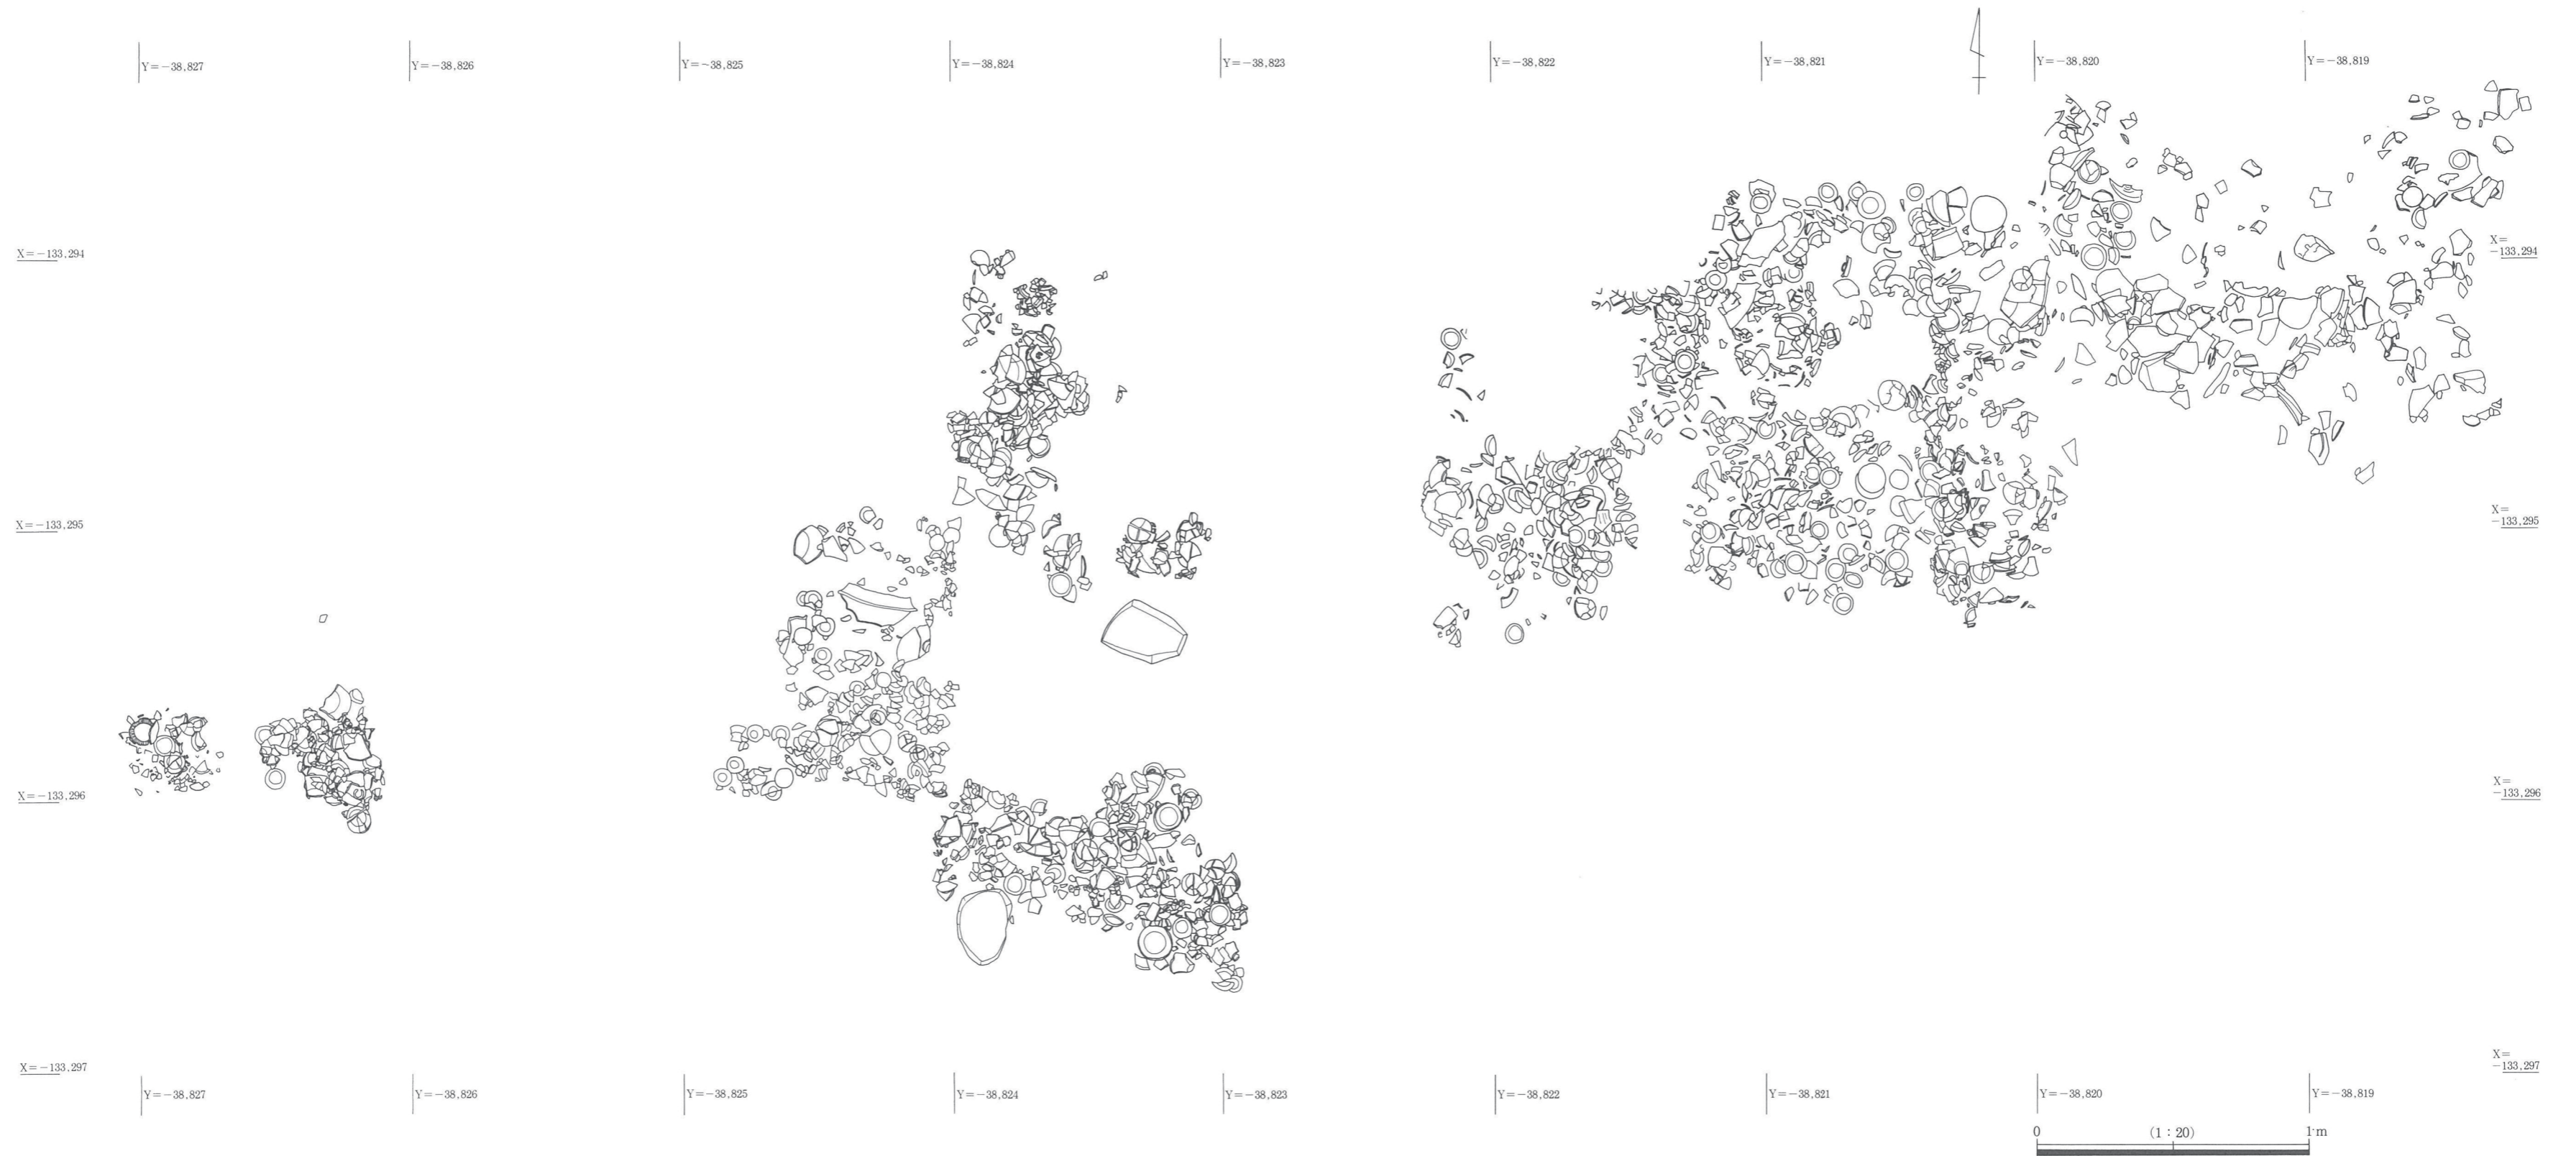 Y=−38,827
Y=−38,826
Y=−38,825
Y=−38,824
Y=−38,823
Y=−38,822
Y=−38,821
Y=−38,820
Y=−38,819
X=−133,294
X=
−133,294
X=−133,295
X=
−133,295
X=−133,296
X=
−133,296
X=−133,297
X=
−133,297
Y=−38,827
Y=−38,826
Y=−38,825
Y=−38,824
Y=−38,823
Y=−38,822
Y=−38,821
Y=−38,820
Y=−38,819
0 (1:20) 1m